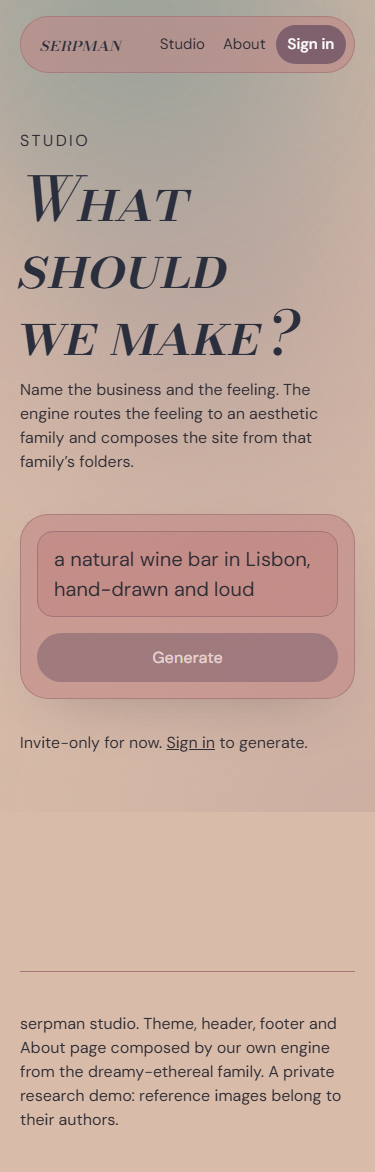 SERPMAN Studio About Sign in
STUDIO
What
should
we make?
Name the business and the feeling. The
engine routes the feeling to an aesthetic
family and composes the site from that
family’s folders.
a natural wine bar in Lisbon,
hand-drawn and loud
Generate
Invite-only for now. Sign in to generate.
serpman studio. Theme, header, footer and
About page composed by our own engine
from the dreamy-ethereal family. A private
research demo: reference images belong to
their authors.